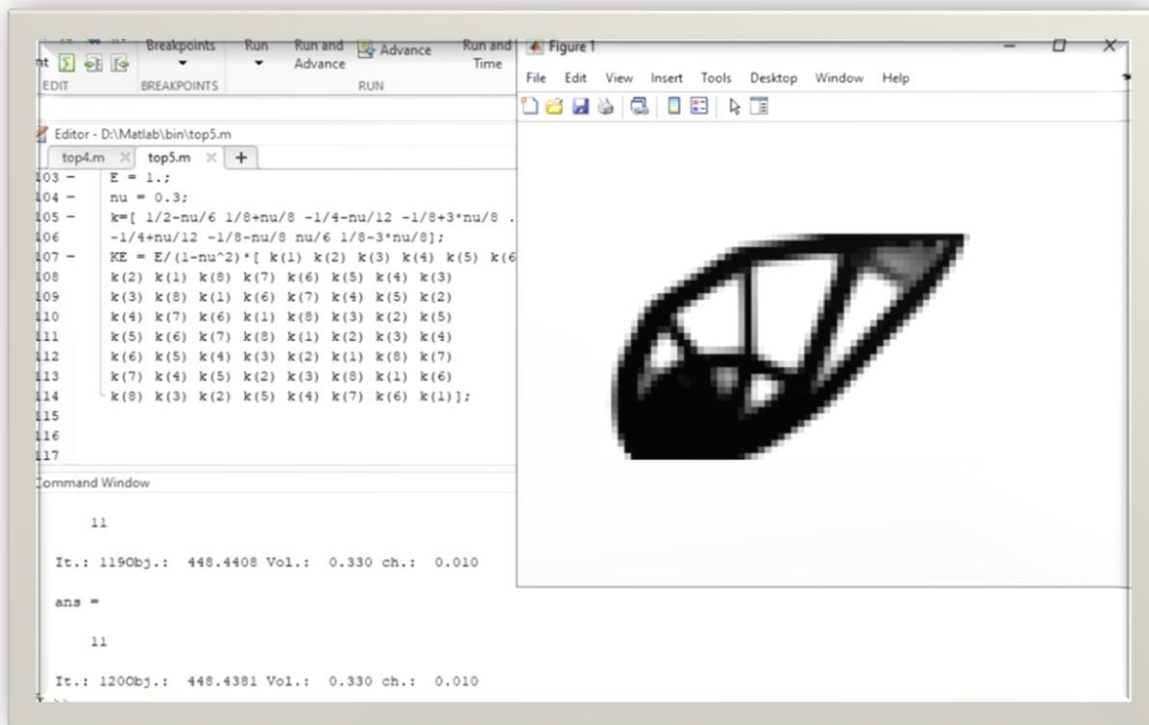 Breakpoints Run Run and Advance Run and
Advance Time
EDIT BREAKPOINTS RUN
Figure 1
File Edit View Insert Tools Desktop Window Help
Editor - D:\Matlab\bin\top5.m
top4.m top5.m +
103 - E = 1.;
104 - nu = 0.3;
105 - k=[ 1/2-nu/6 1/8+nu/8 -1/4-nu/12 -1/8+3*nu/8 .
106 -1/4+nu/12 -1/8-nu/8 nu/6 1/8-3*nu/8];
107 - KE = E/(1-nu^2)*[ k(1) k(2) k(3) k(4) k(5) k(6
108 k(2) k(1) k(8) k(7) k(6) k(5) k(4) k(3)
109 k(3) k(8) k(1) k(6) k(7) k(4) k(5) k(2)
110 k(4) k(7) k(6) k(1) k(8) k(3) k(2) k(5)
111 k(5) k(6) k(7) k(8) k(1) k(2) k(3) k(4)
112 k(6) k(5) k(4) k(3) k(2) k(1) k(8) k(7)
113 k(7) k(4) k(5) k(2) k(3) k(8) k(1) k(6)
114 k(8) k(3) k(2) k(5) k(4) k(7) k(6) k(1)];
115
116
117
Command Window
11
It.: 119Obj.: 448.4408 Vol.: 0.330 ch.: 0.010
ans =
11
It.: 120Obj.: 448.4381 Vol.: 0.330 ch.: 0.010